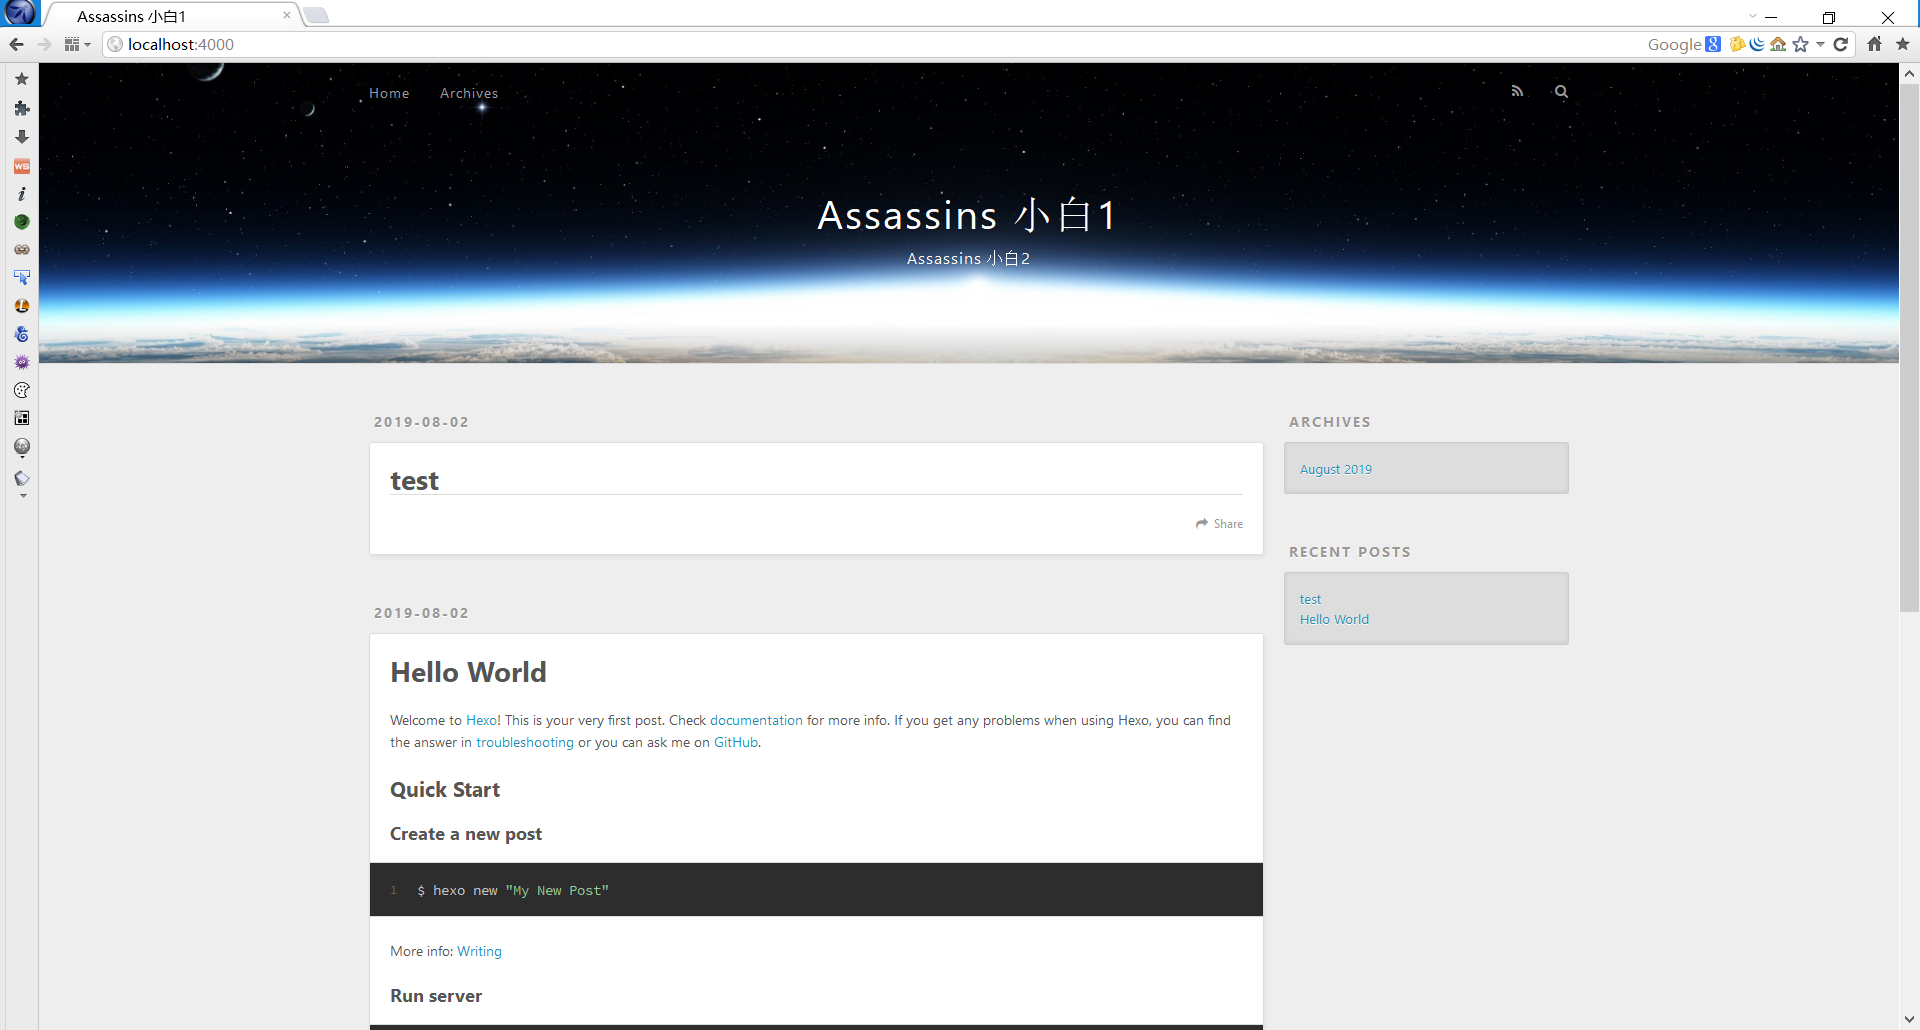 Assassins 小白1
localhost:4000
Google
Home
Archives
Assassins 小白1
Assassins 小白2
2019-08-02
test
Share
2019-08-02
Hello World
Welcome to Hexo! This is your very first post. Check documentation for more info. If you get any problems when using Hexo, you can find
the answer in troubleshooting or you can ask me on GitHub.
Quick Start
Create a new post
1 $ hexo new "My New Post"
More info: Writing
Run server
ARCHIVES
August 2019
RECENT POSTS
test
Hello World